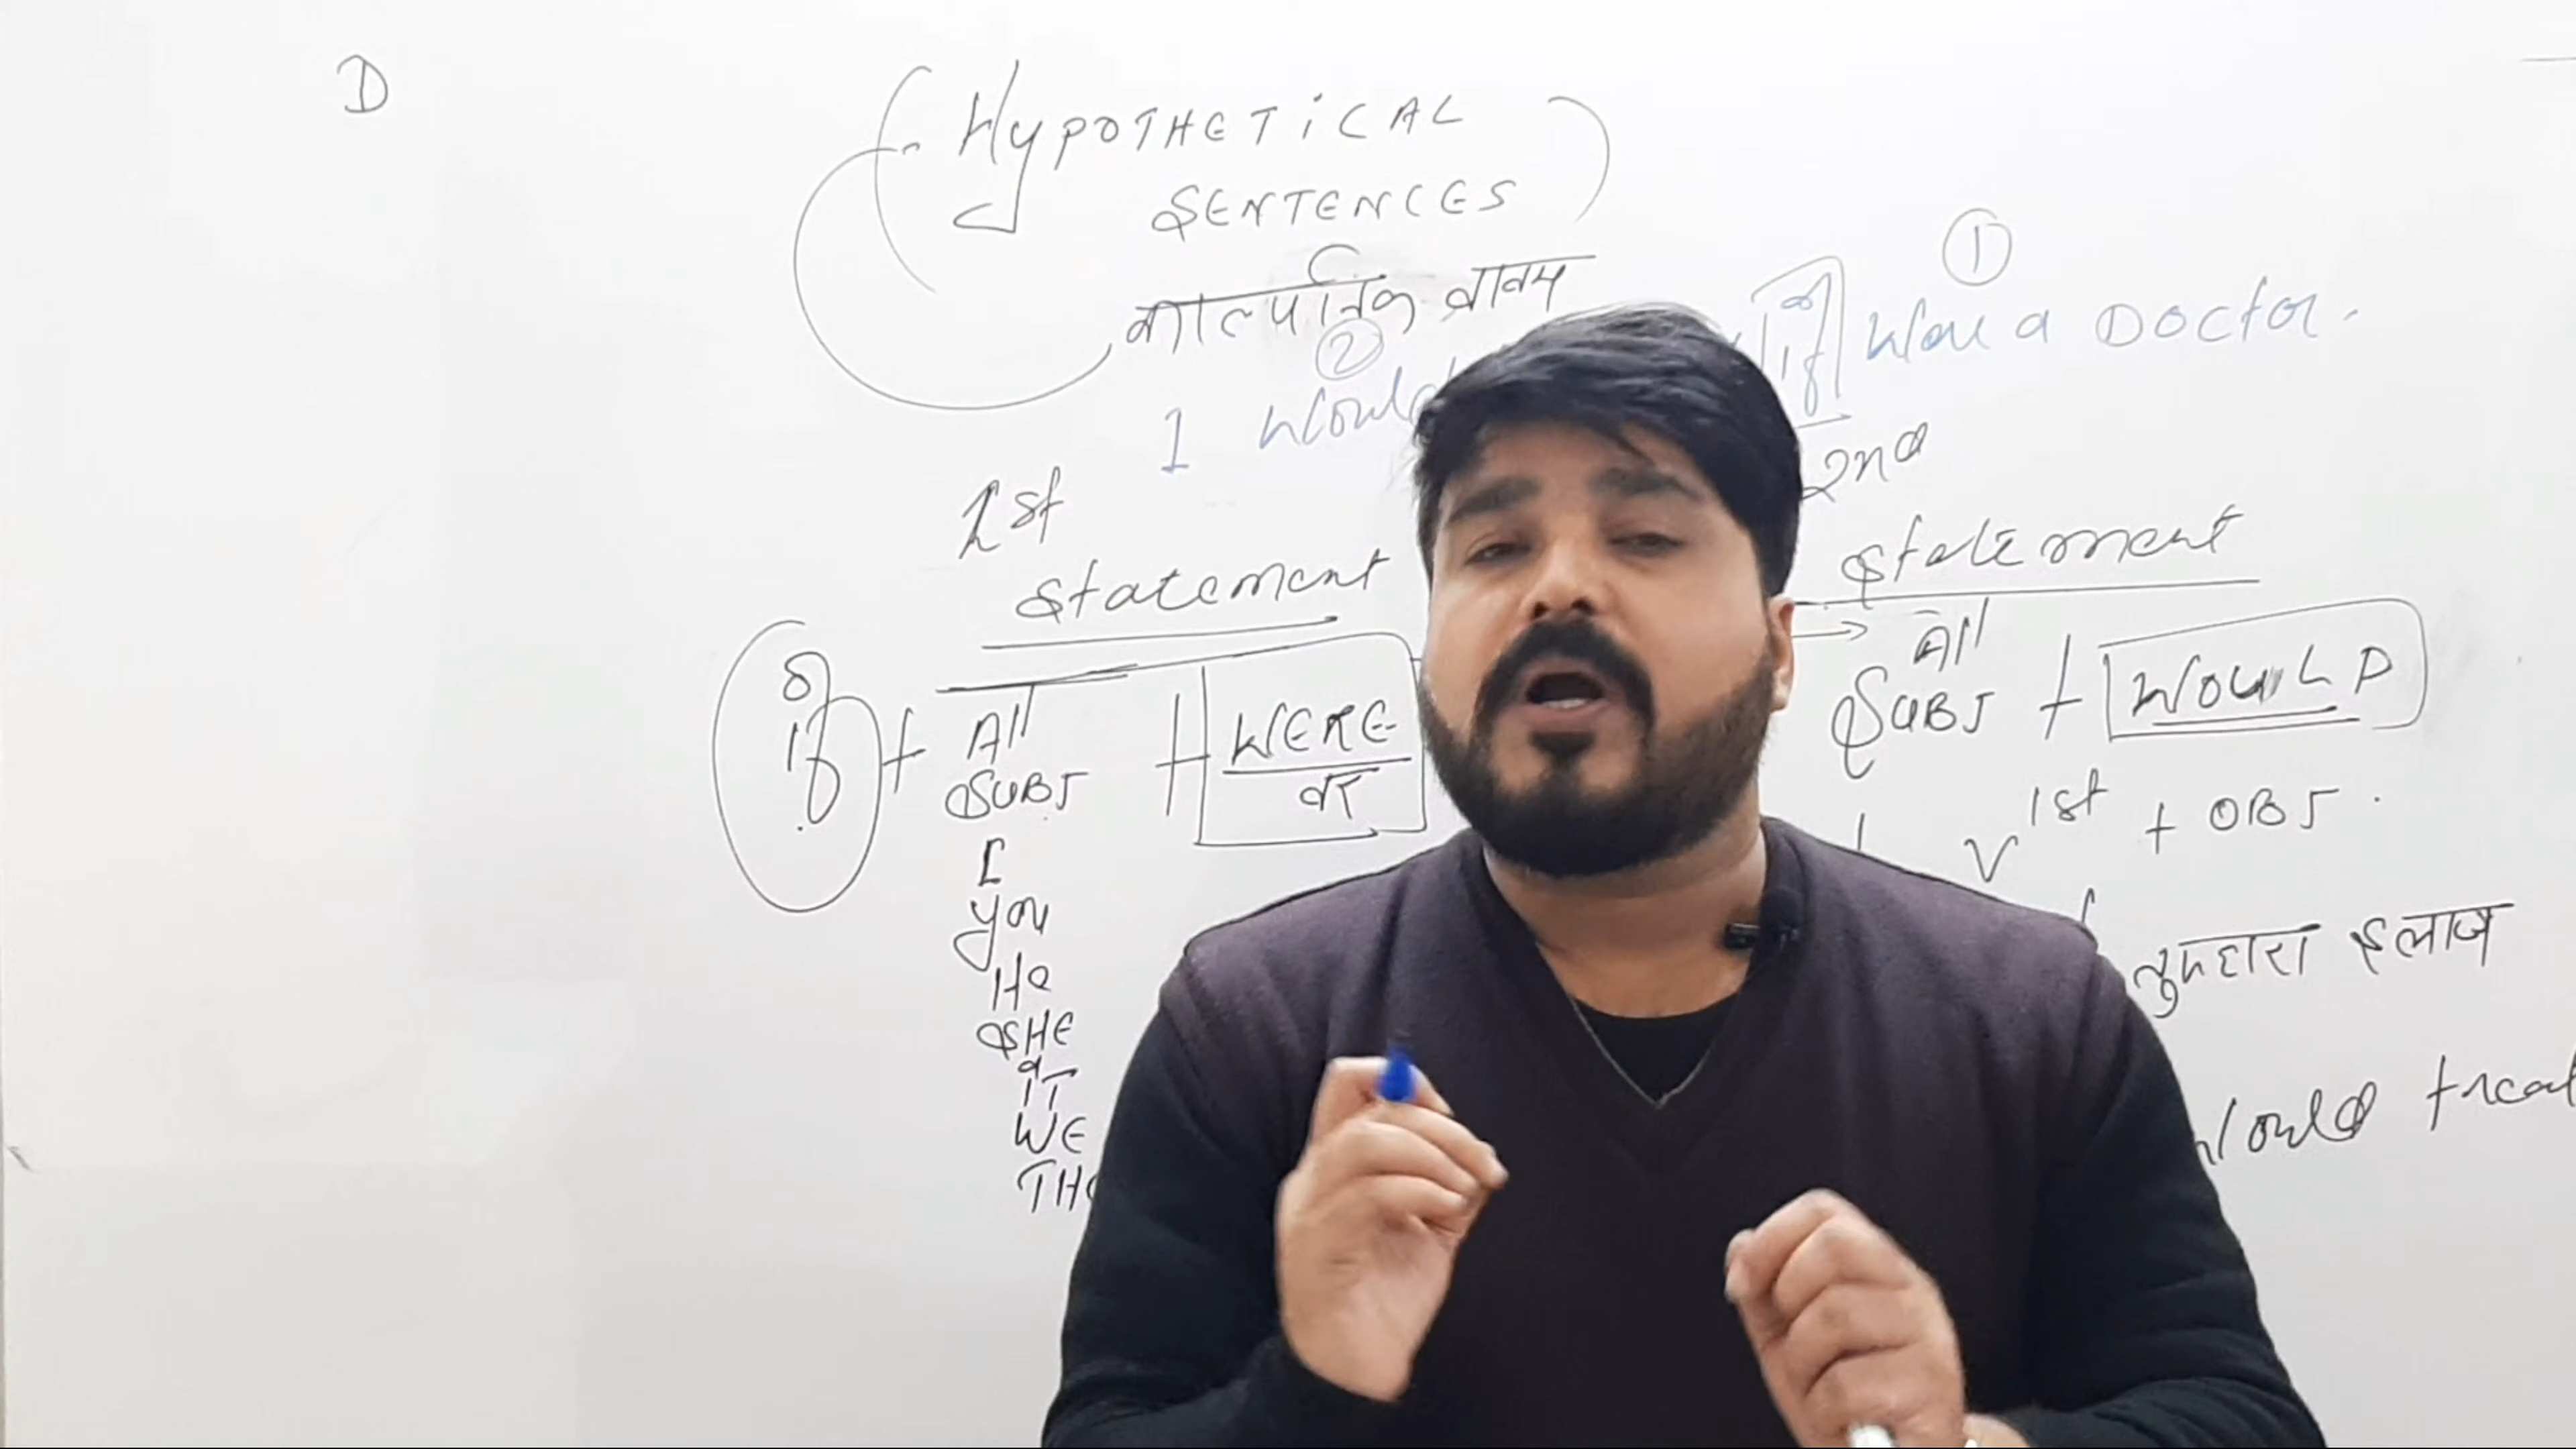 D
HYPOTHETICAL
SENTENCES
काल्पनिक वाक्य
②
①
I would
if were a Doctor.
1st
statement
2nd
statement
if + All SUBJ + WERE
All SUBJ + WOULD
V 1st + OBJ.
I
you
He
SHE
IT
WE
तुम्हारा इलाज
would treat